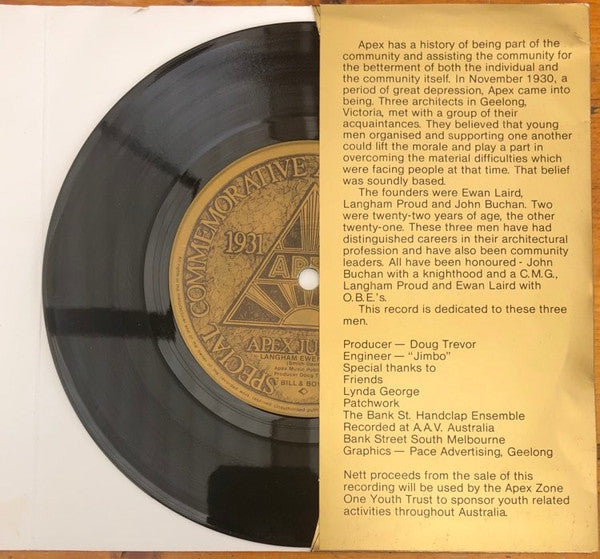 SPECIAL COMMEMORATIVE
1931
APEX
APEX JU
LANGHAM EWE
Producer Doug T
BILL & BO
Apex has a history of being part of the
community and assisting the community for
the betterment of both the individual and
the community itself. In November 1930, a
period of great depression, Apex came into
being. Three architects in Geelong,
Victoria, met with a group of their
acquaintances. They believed that young
men organised and supporting one another
could lift the morale and play a part in
overcoming the material difficulties which
were facing people at that time. That belief
was soundly based.
The founders were Ewan Laird,
Langham Proud and John Buchan. Two
were twenty-two years of age, the other
twenty-one. These three men have had
distinguished careers in their architectural
profession and have also been community
leaders. All have been honoured - John
Buchan with a knighthood and a C.M.G.,
Langham Proud and Ewan Laird with
O.B.E.'s.
This record is dedicated to these three
men.
Producer — Doug Trevor
Engineer — "Jimbo"
Special thanks to
Friends
Lynda George
Patchwork
The Bank St. Handclap Ensemble
Recorded at A.A.V. Australia
Bank Street South Melbourne
Graphics — Pace Advertising, Geelong
Nett proceeds from the sale of this
recording will be used by the Apex Zone
One Youth Trust to sponsor youth related
activities throughout Australia.